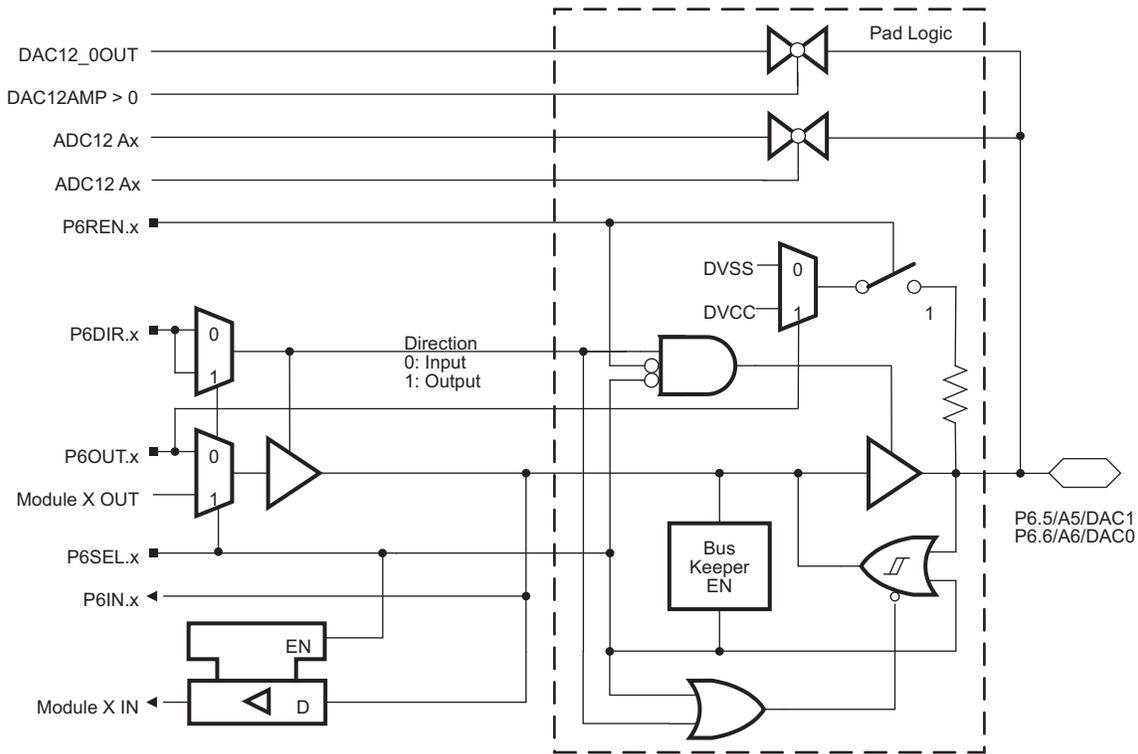 Pad Logic
DAC12_0OUT
DAC12AMP > 0
ADC12 Ax
ADC12 Ax
P6REN.x
DVSS
0
DVCC
1
1
P6DIR.x
0
1
Direction
0: Input
1: Output
P6OUT.x
0
Module X OUT
1
P6.5/A5/DAC1
P6.6/A6/DAC0
P6SEL.x
Bus
Keeper
EN
P6IN.x
EN
Module X IN
D